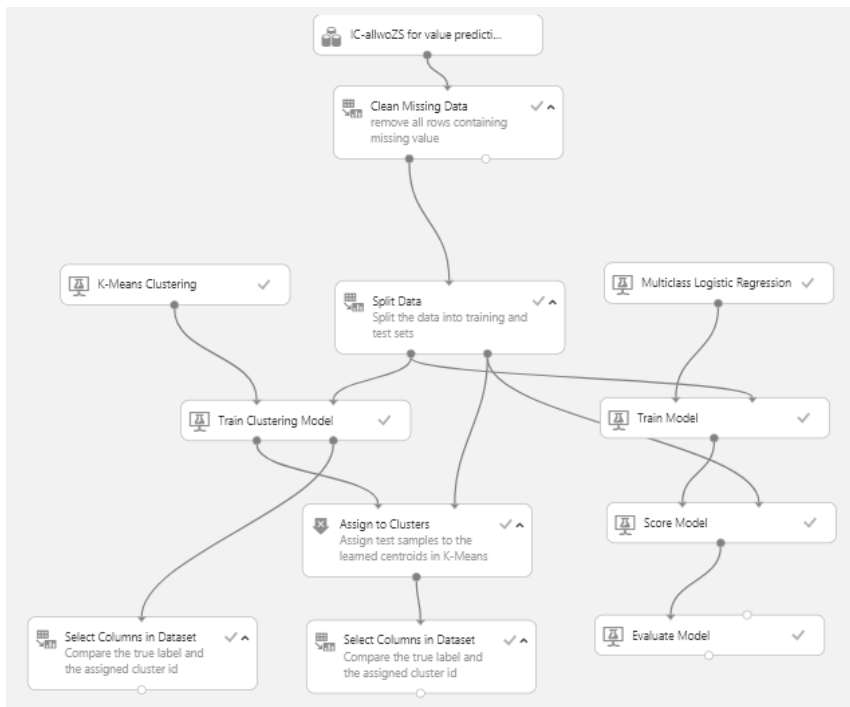 IC-allwoZS for value predicti...
Clean Missing Data
remove all rows containing
missing value
K-Means Clustering
Split Data
Split the data into training and
test sets
Multiclass Logistic Regression
Train Clustering Model
Train Model
Assign to Clusters
Assign test samples to the
learned centroids in K-Means
Score Model
Select Columns in Dataset
Compare the true label and
the assigned cluster id
Select Columns in Dataset
Compare the true label and
the assigned cluster id
Evaluate Model